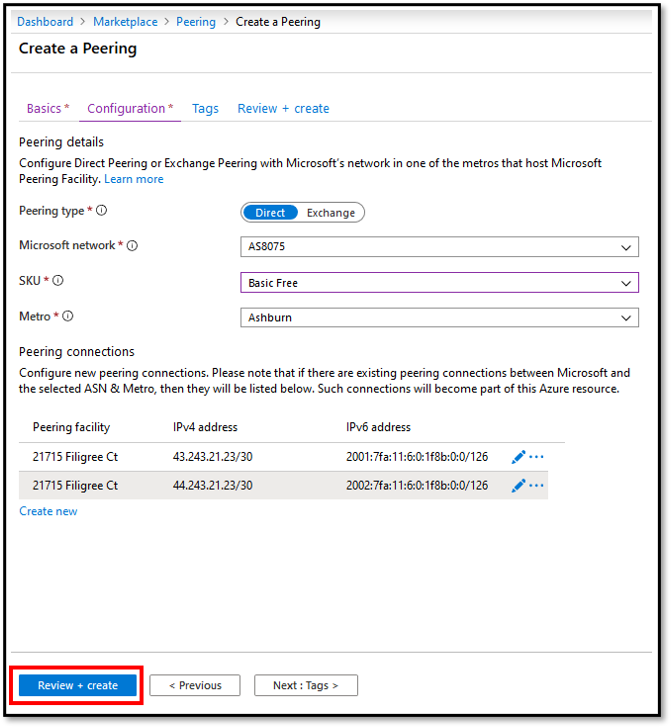 Dashboard > Marketplace > Peering > Create a Peering
Create a Peering
Basics * Configuration * Tags Review + create
Peering details
Configure Direct Peering or Exchange Peering with Microsoft's network in one of the metros that host Microsoft
Peering Facility. Learn more
Peering type * Direct Exchange
Microsoft network * AS8075
SKU * Basic Free
Metro * Ashburn
Peering connections
Configure new peering connections. Please note that if there are existing peering connections between Microsoft and
the selected ASN & Metro, then they will be listed below. Such connections will become part of this Azure resource.
Peering facility IPv4 address IPv6 address
21715 Filigree Ct 43.243.21.23/30 2001:7fa:11:6:0:1f8b:0:0/126
21715 Filigree Ct 44.243.21.23/30 2002:7fa:11:6:0:1f8b:0:0/126
Create new
Review + create < Previous Next : Tags >